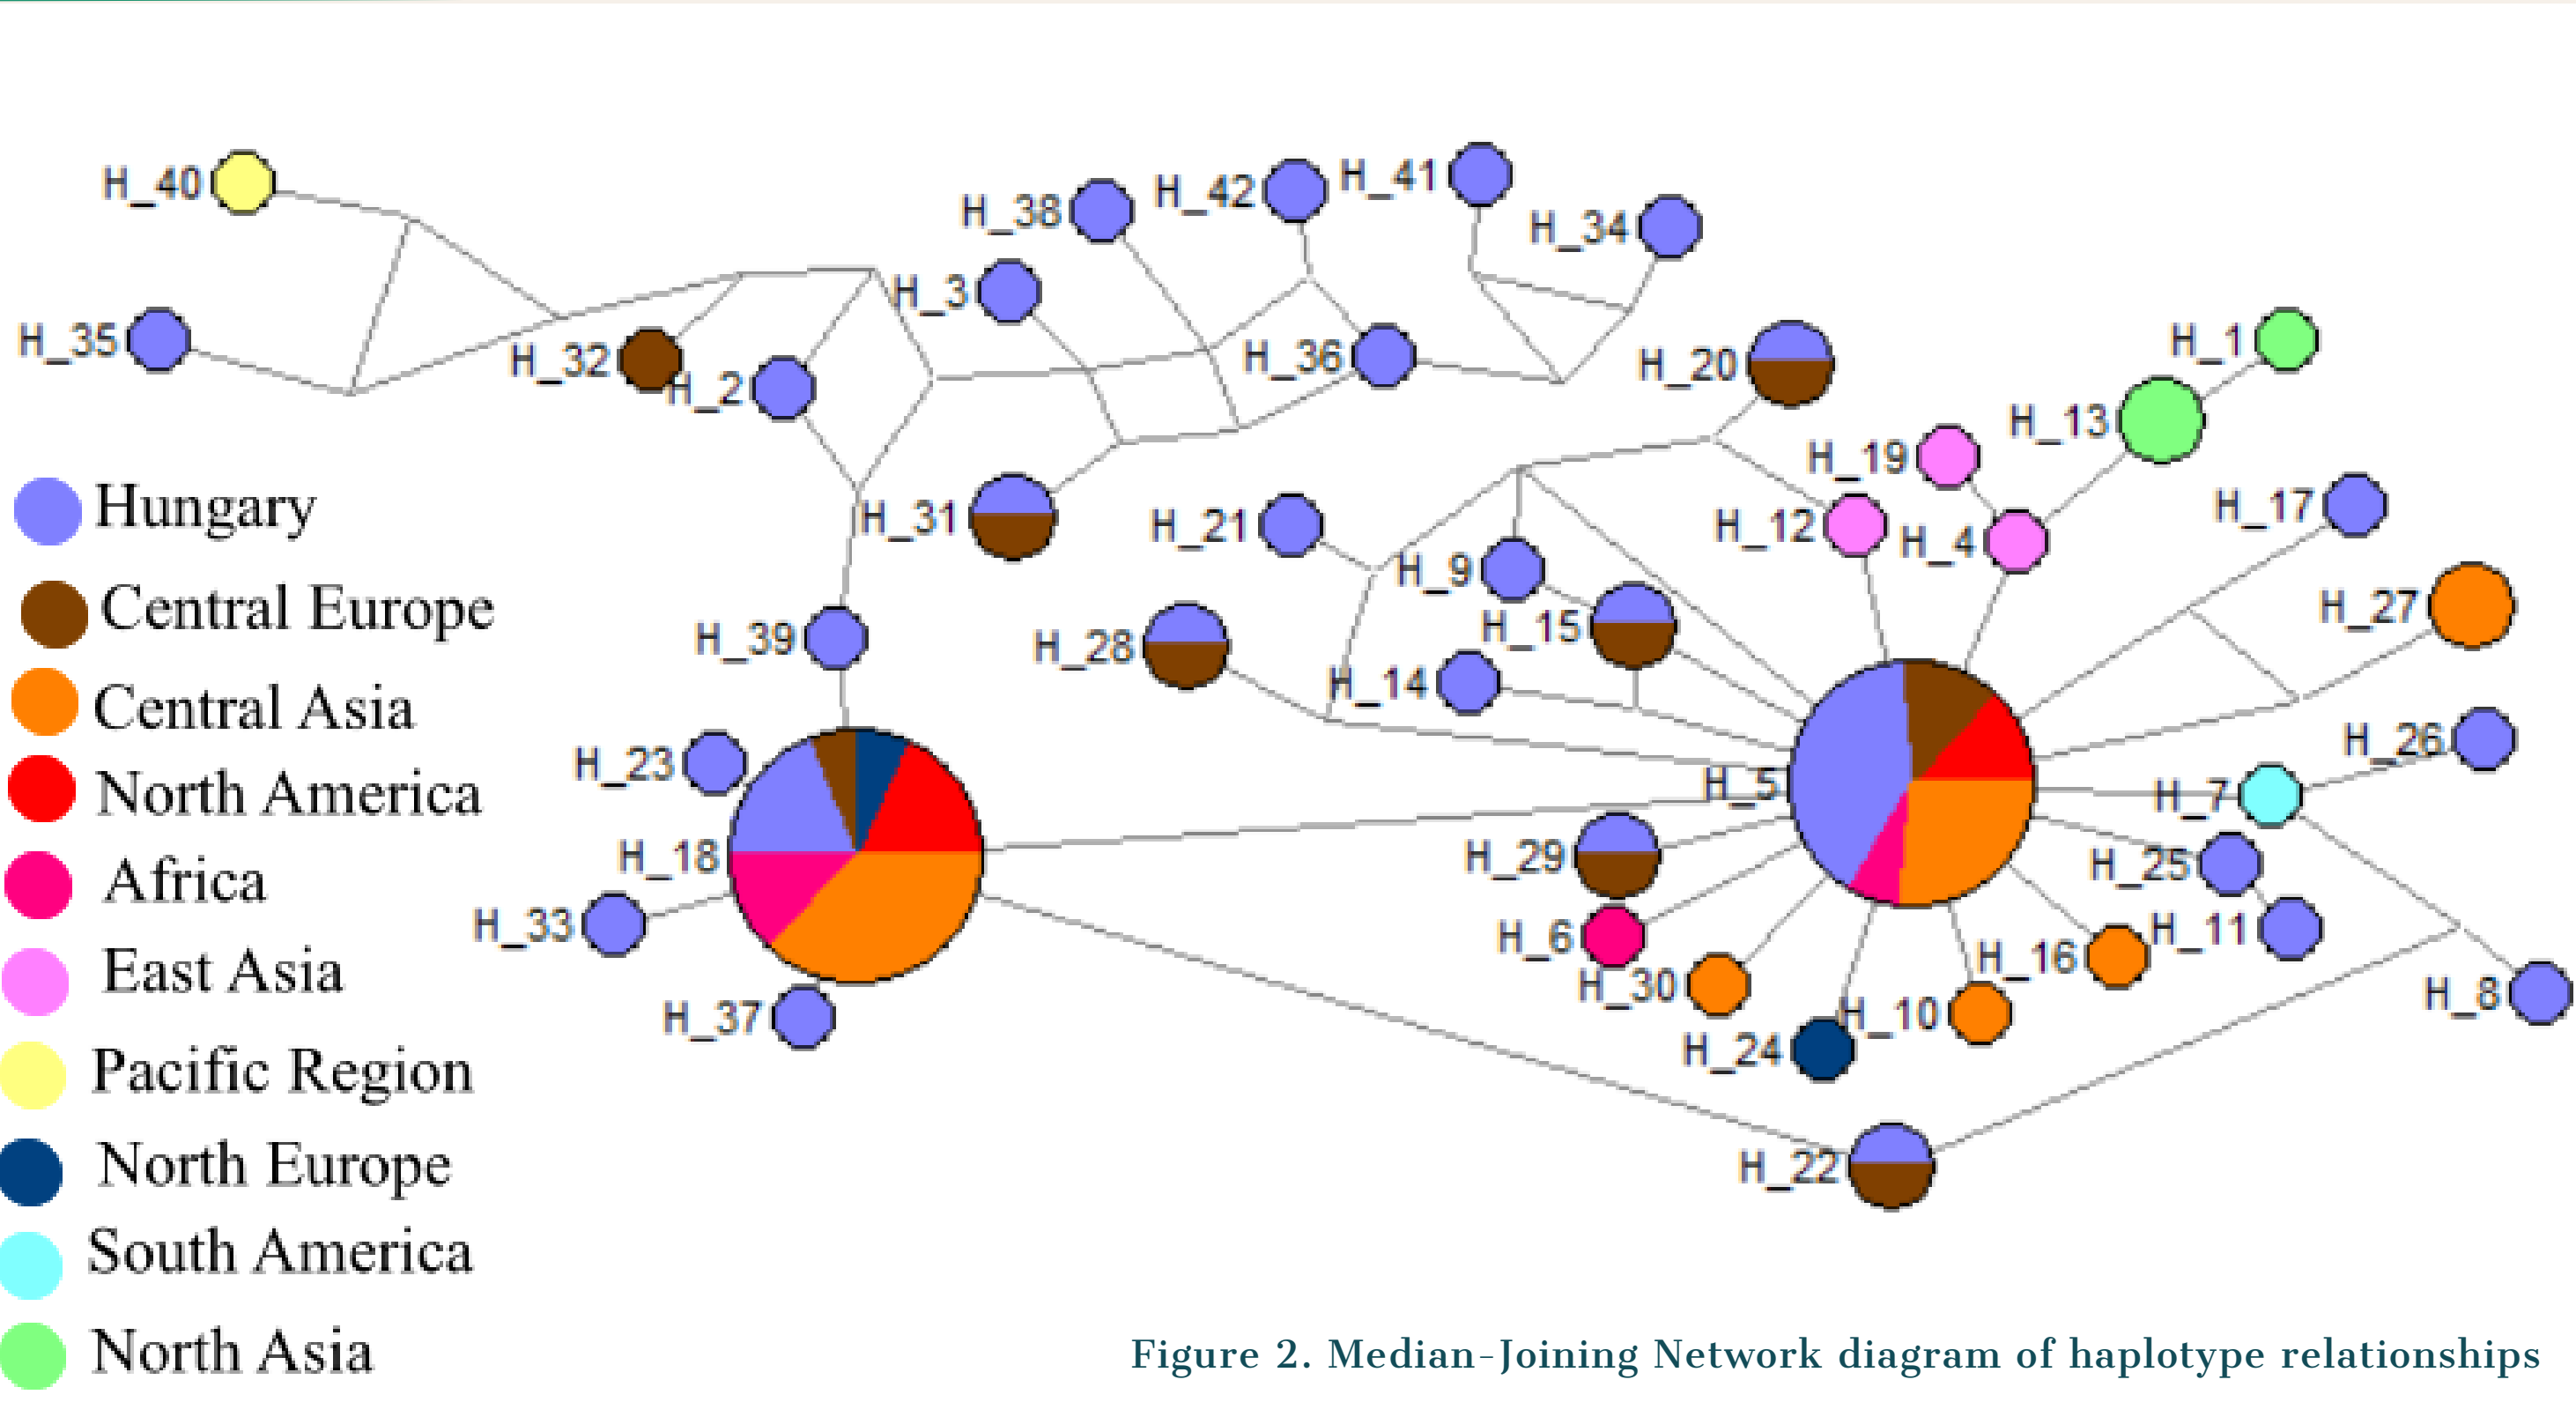 H_40
H_38
H_42
H_41
H_34
H_3
H_35
H_32
H_2
H_36
H_20
H_1
H_13
H_19
H_17
H_31
H_21
H_12
H_4
H_9
H_27
H_28
H_15
H_39
H_14
H_26
H_23
H_5
H_7
H_18
H_29
H_25
H_33
H_6
H_11
H_16
H_30
H_8
H_37
H_10
H_24
H_22
Hungary
Central Europe
Central Asia
North America
Africa
East Asia
Pacific Region
North Europe
South America
North Asia
Figure 2. Median-Joining Network diagram of haplotype relationships